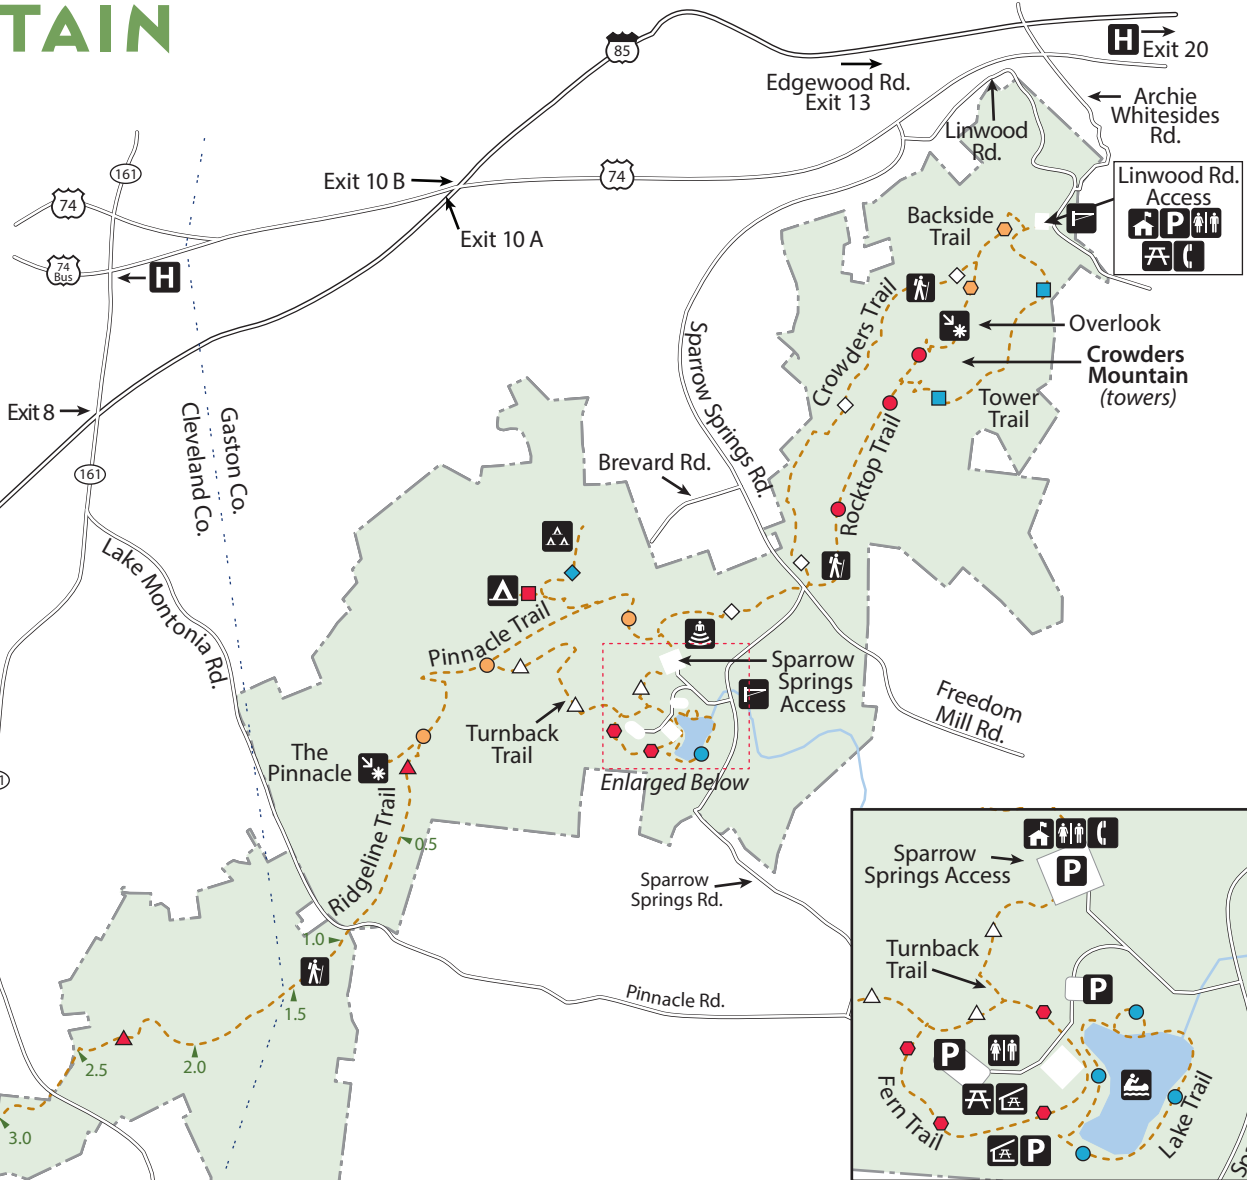 TAIN
85
H
Exit 20
Edgewood Rd.
Exit 13
Archie
Whitesides
Rd.
Linwood
Rd.
161
Exit 10 B
74
74
Linwood Rd.
Access
P
Backside
Trail
Exit 10 A
74
Bus
H
Crowders Trail
Overlook
Crowders
Mountain
(towers)
Sparrow Springs Rd.
Tower
Trail
Exit 8
Gaston Co.
Cleveland Co.
Rocktop Trail
Brevard Rd.
161
Lake Montonia Rd.
Pinnacle Trail
Sparrow
Springs
Access
Freedom
Mill Rd.
Turnback
Trail
The
Pinnacle
Enlarged Below
Ridgeline Trail
0.5
Sparrow
Springs Rd.
1.0
1.5
2.0
2.5
3.0
Pinnacle Rd.
Sparrow
Springs Access
P
Turnback
Trail
P
P
Fern Trail
P
Lake Trail